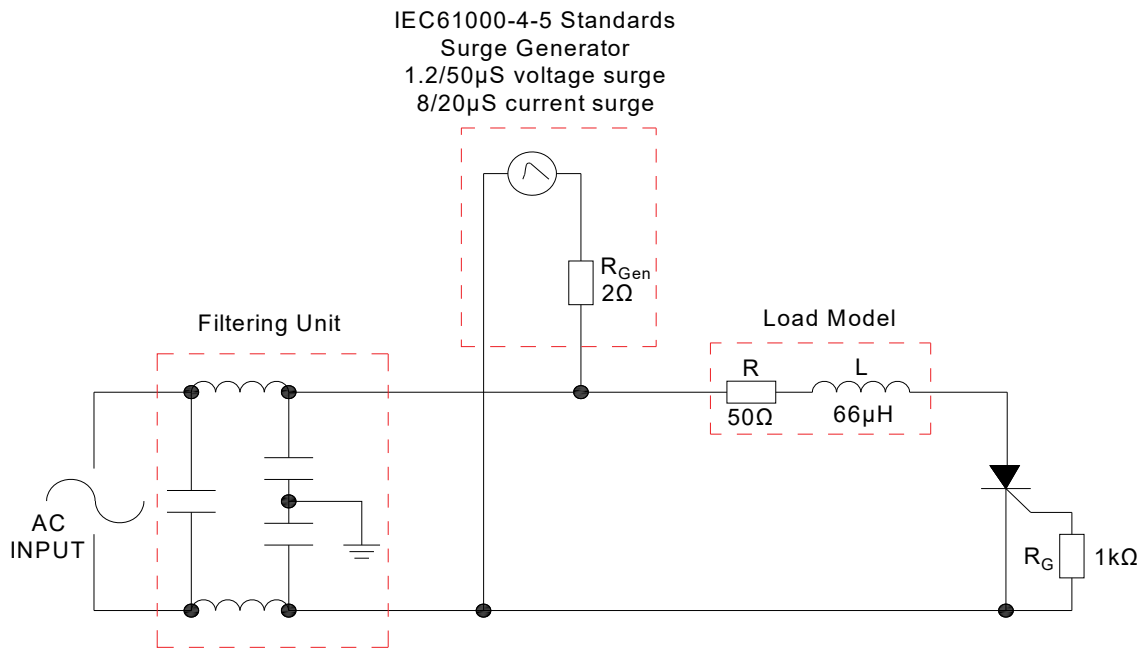 IEC61000-4-5 Standards
Surge Generator
1.2/50µS voltage surge
8/20µS current surge
R_Gen
2Ω
Filtering Unit
Load Model
R
L
50Ω
66µH
AC
INPUT
R_G
1kΩ